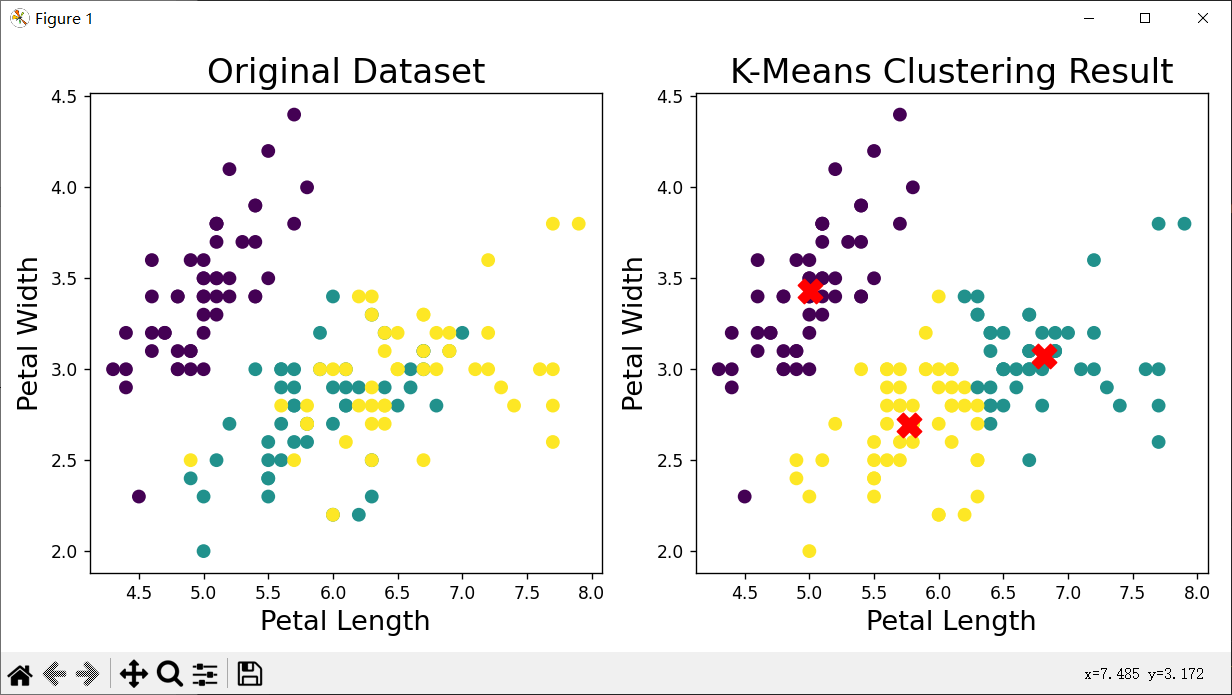 Figure 1
Original Dataset
4.5
4.0
3.5
3.0
2.5
2.0
Petal Width
4.5 5.0 5.5 6.0 6.5 7.0 7.5 8.0
Petal Length
K-Means Clustering Result
4.5
4.0
3.5
3.0
2.5
2.0
Petal Width
4.5 5.0 5.5 6.0 6.5 7.0 7.5 8.0
Petal Length
x=7.485 y=3.172